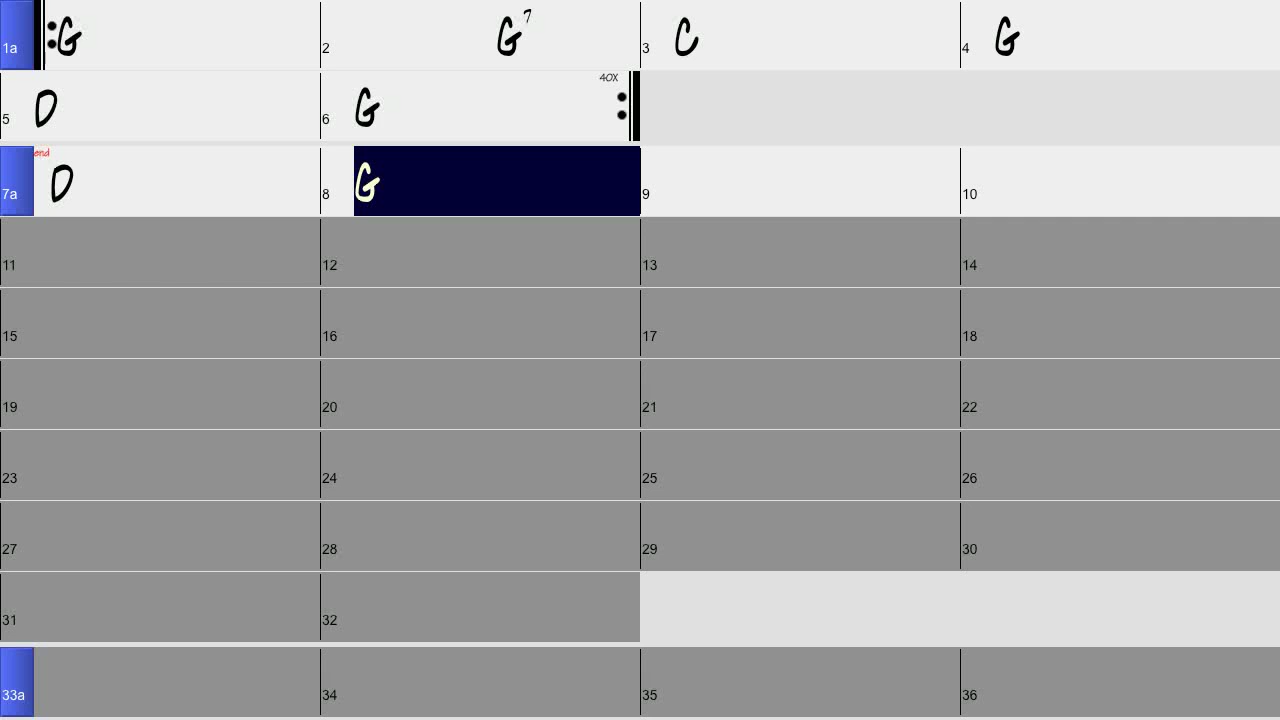 1a G 2 G7 3 C 4 G
40X
5 D 6 G
end
7a D 8 G 9 10
11 12 13 14
15 16 17 18
19 20 21 22
23 24 25 26
27 28 29 30
31 32
33a 34 35 36